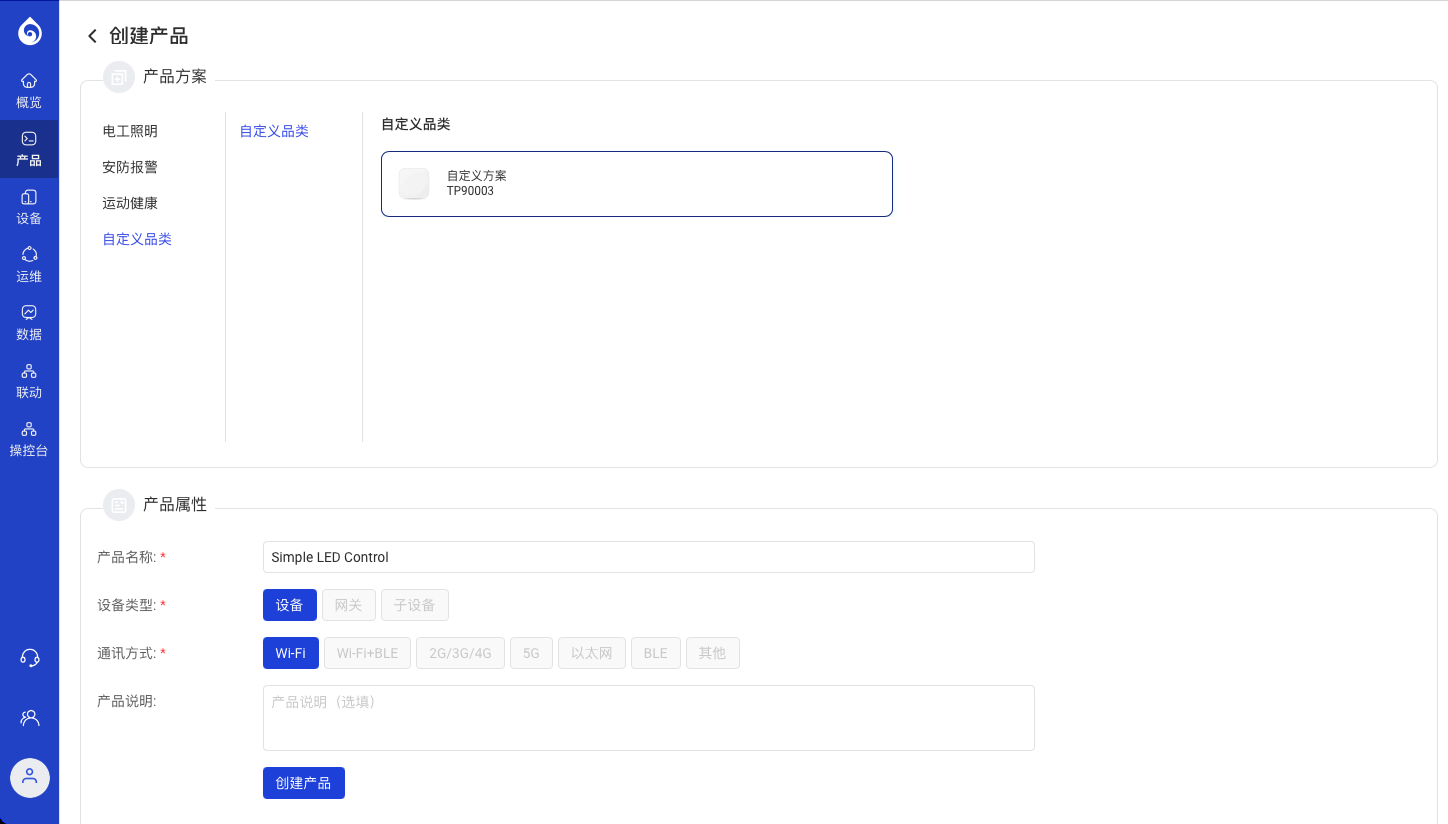 创建产品
概览
产品
设备
运维
数据
联动
操控台
产品方案
电工照明
安防报警
运动健康
自定义品类
自定义品类
自定义品类
自定义方案
TP90003
产品属性
产品名称: *
Simple LED Control
设备类型: *
设备 网关 子设备
通讯方式: *
Wi-Fi Wi-Fi+BLE 2G/3G/4G 5G 以太网 BLE 其他
产品说明:
产品说明（选填）
创建产品